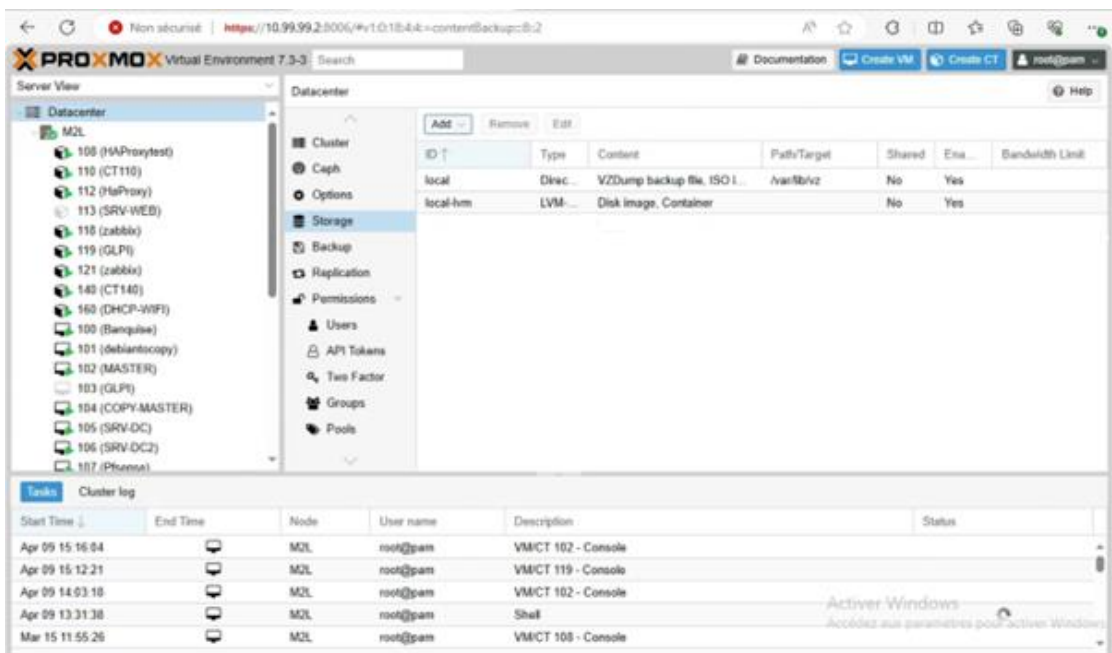 Non sécurisé | https://10.99.99.2:8006/#v1:0:18:4:4:=contentBackup::8::2
PROXMOX Virtual Environment 7.3-3 Search Documentation Create VM Create CT root@pam
Server View
Datacenter
Help
Datacenter
M2L
108 (HAProxytest)
110 (CT110)
112 (HaProxy)
113 (SRV-WEB)
118 (zabbix)
119 (GLPI)
121 (zabbix)
140 (CT140)
160 (DHCP-WIFI)
100 (Banquise)
101 (debiantocopy)
102 (MASTER)
103 (GLPI)
104 (COPY-MASTER)
105 (SRV-DC)
106 (SRV-DC2)
107 (Pfsense)
Cluster
Ceph
Options
Storage
Backup
Replication
Permissions
Users
API Tokens
Two Factor
Groups
Pools
Add Remove Edit
ID Type Content Path/Target Shared Ena... Bandwidth Limit
local Direc... VZDump backup file, ISO i... /var/lib/vz No Yes
local-lvm LVM-... Disk image, Container No Yes
Tasks Cluster log
Start Time End Time Node User name Description Status
Apr 09 15:16:04 M2L root@pam VM/CT 102 - Console
Apr 09 15:12:21 M2L root@pam VM/CT 119 - Console
Apr 09 14:03:18 M2L root@pam VM/CT 102 - Console
Apr 09 13:31:38 M2L root@pam Shell
Mar 15 11:55:26 M2L root@pam VM/CT 108 - Console
Activer Windows
Accédez aux paramètres pour activer Windows